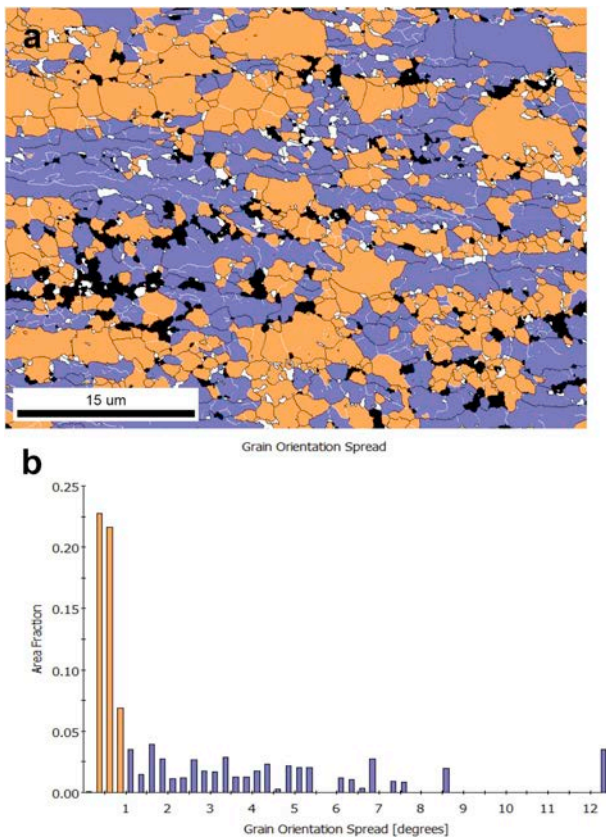 a
15 um
Grain Orientation Spread
b
0.25
0.20
0.15
0.10
0.05
0.00
Area Fraction
1 2 3 4 5 6 7 8 9 10 11 12
Grain Orientation Spread [degrees]